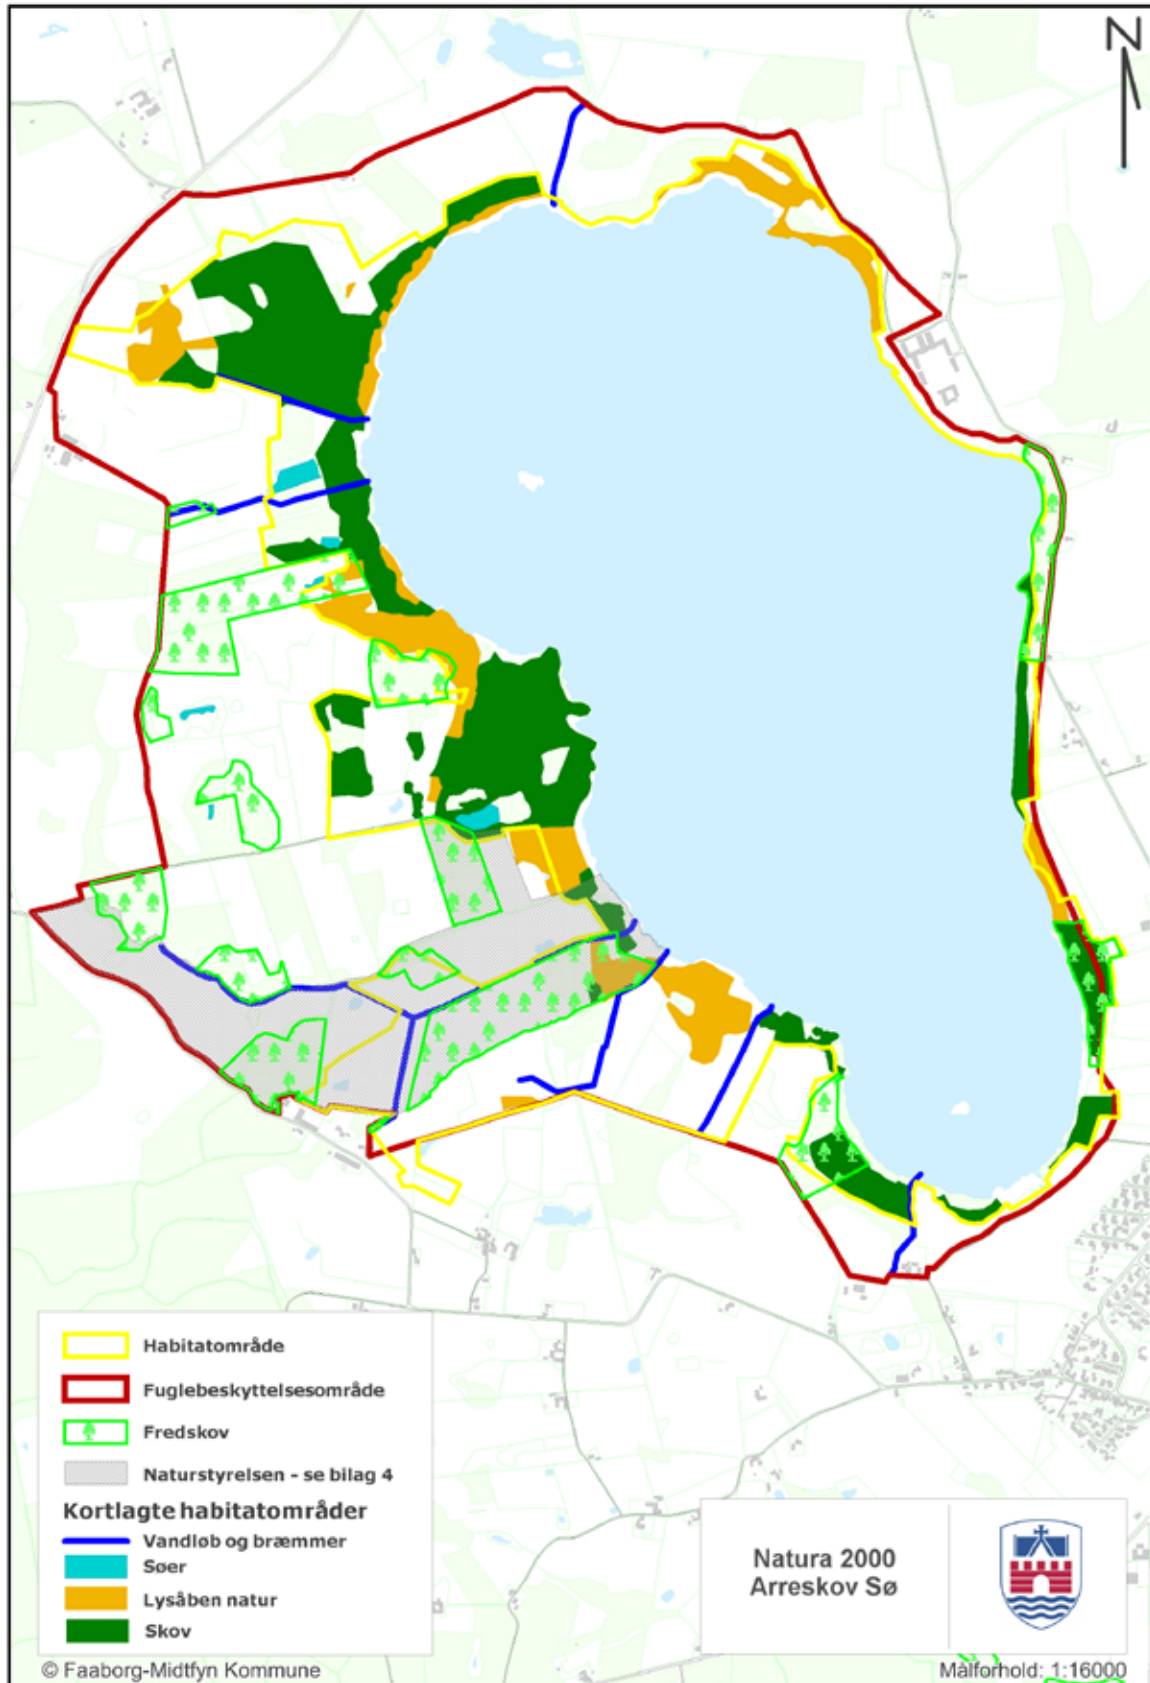 N
Habitatområde
Fuglebeskyttelsesområde
Fredskov
Naturstyrelsen - se bilag 4
Kortlagte habitatområder
Vandløb og bræmmer
Søer
Lysåben natur
Skov
Natura 2000
Arreskov Sø
© Faaborg-Midtfyn Kommune
Målforhold: 1:16000